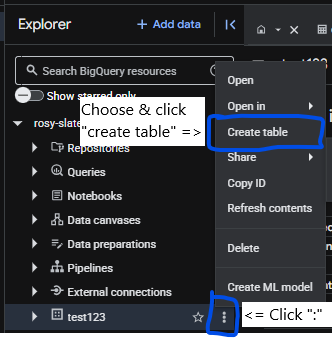 Explorer
+ Add data
Search BigQuery resources
Show starred only
rosy-slate
Repositories
Queries
Notebooks
Data canvases
Data preparations
Pipelines
External connections
test123
Choose & click
"create table" =>
Open
Open in
Create table
Share
Copy ID
Refresh contents
Delete
Create ML model
<= Click ":"